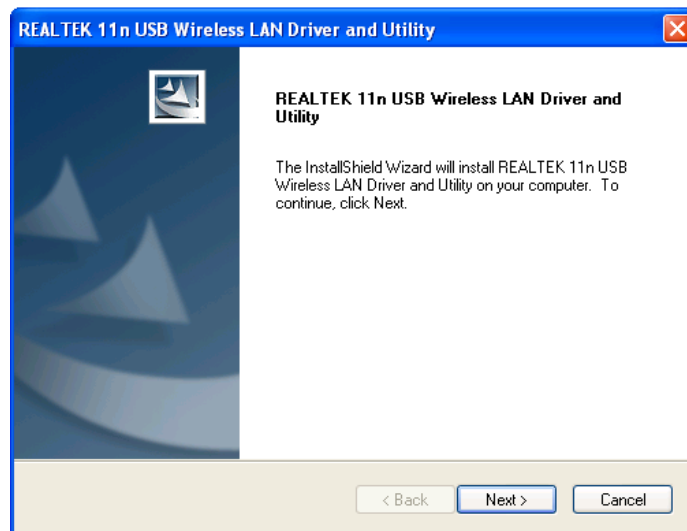 REALTEK 11n USB Wireless LAN Driver and Utility
REALTEK 11n USB Wireless LAN Driver and
Utility
The InstallShield Wizard will install REALTEK 11n USB
Wireless LAN Driver and Utility on your computer.  To
continue, click Next.
< Back
Next >
Cancel